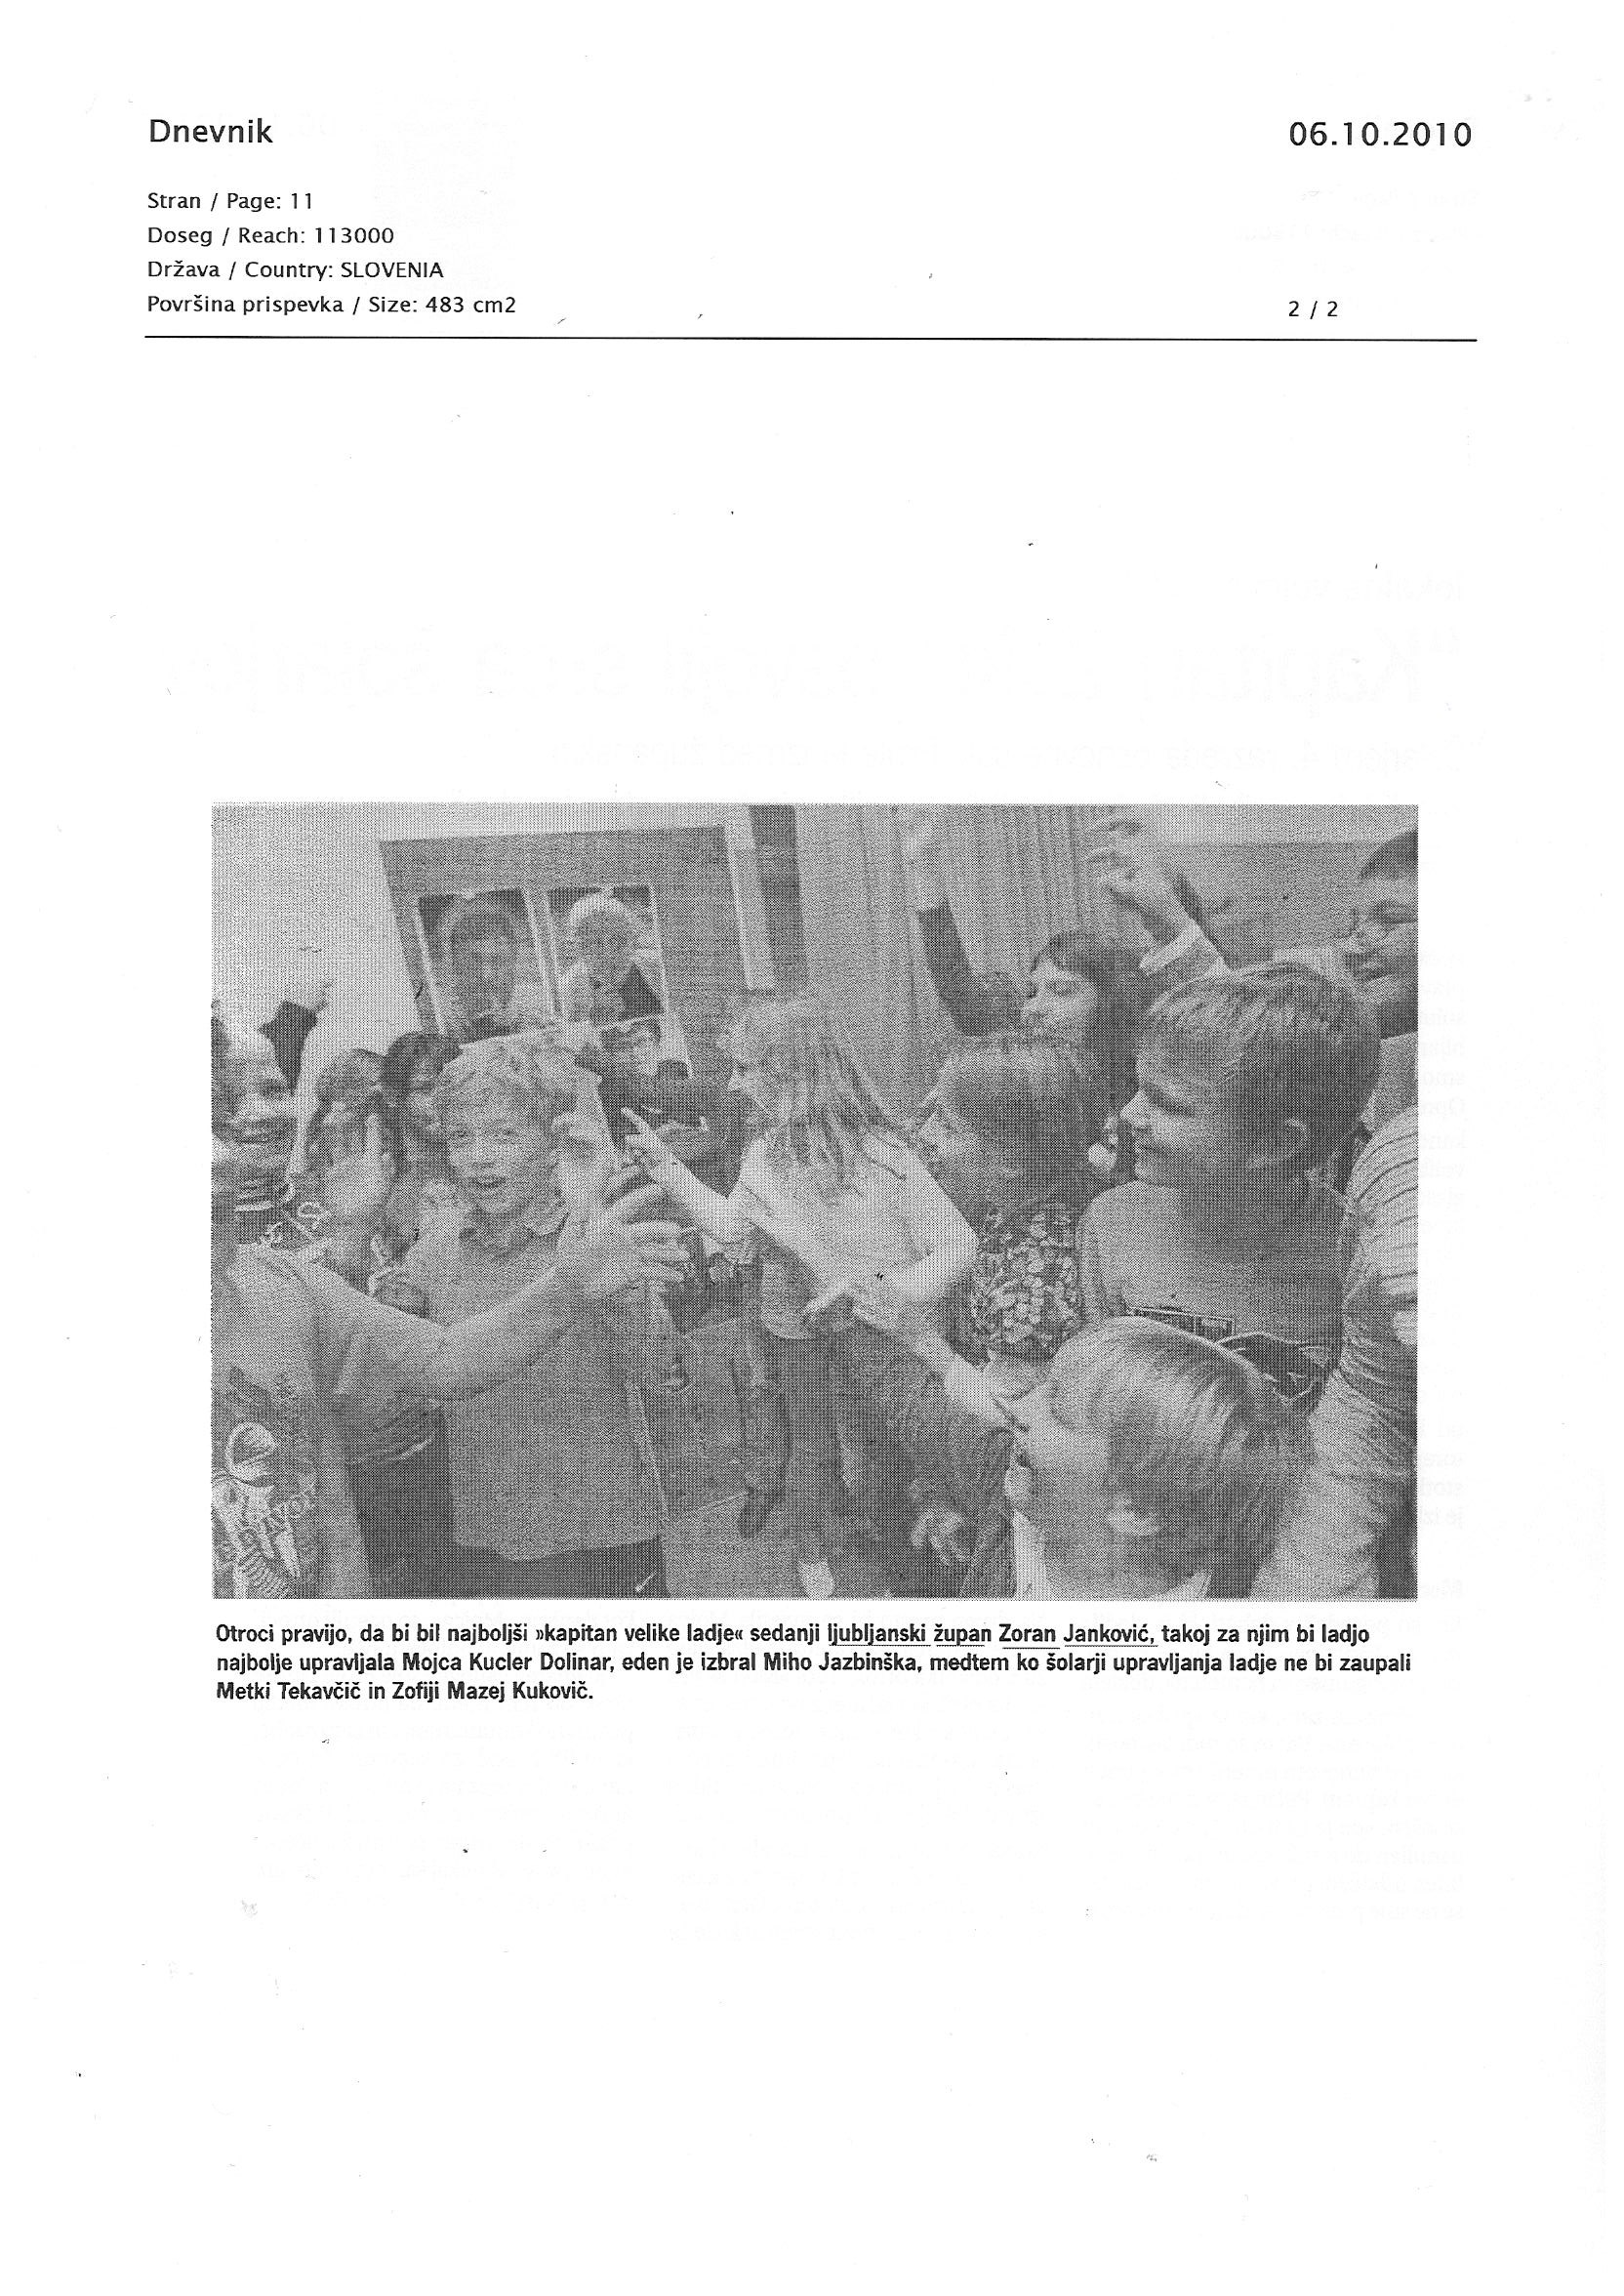 Dnevnik
06.10.2010
Stran / Page: 11
Doseg / Reach: 113000
Država / Country: SLOVENIA
Površina prispevka / Size: 483 cm2
2 / 2
Otroci pravijo, da bi bil najboljši »kapitan velike ladje« sedanji ljubljanski župan Zoran Janković, takoj za njim bi ladjo
najbolje upravljala Mojca Kucler Dolinar, eden je izbral Miho Jazbinška, medtem ko šolarji upravljanja ladje ne bi zaupali
Metki Tekavčič in Zofiji Mazej Kukovič.